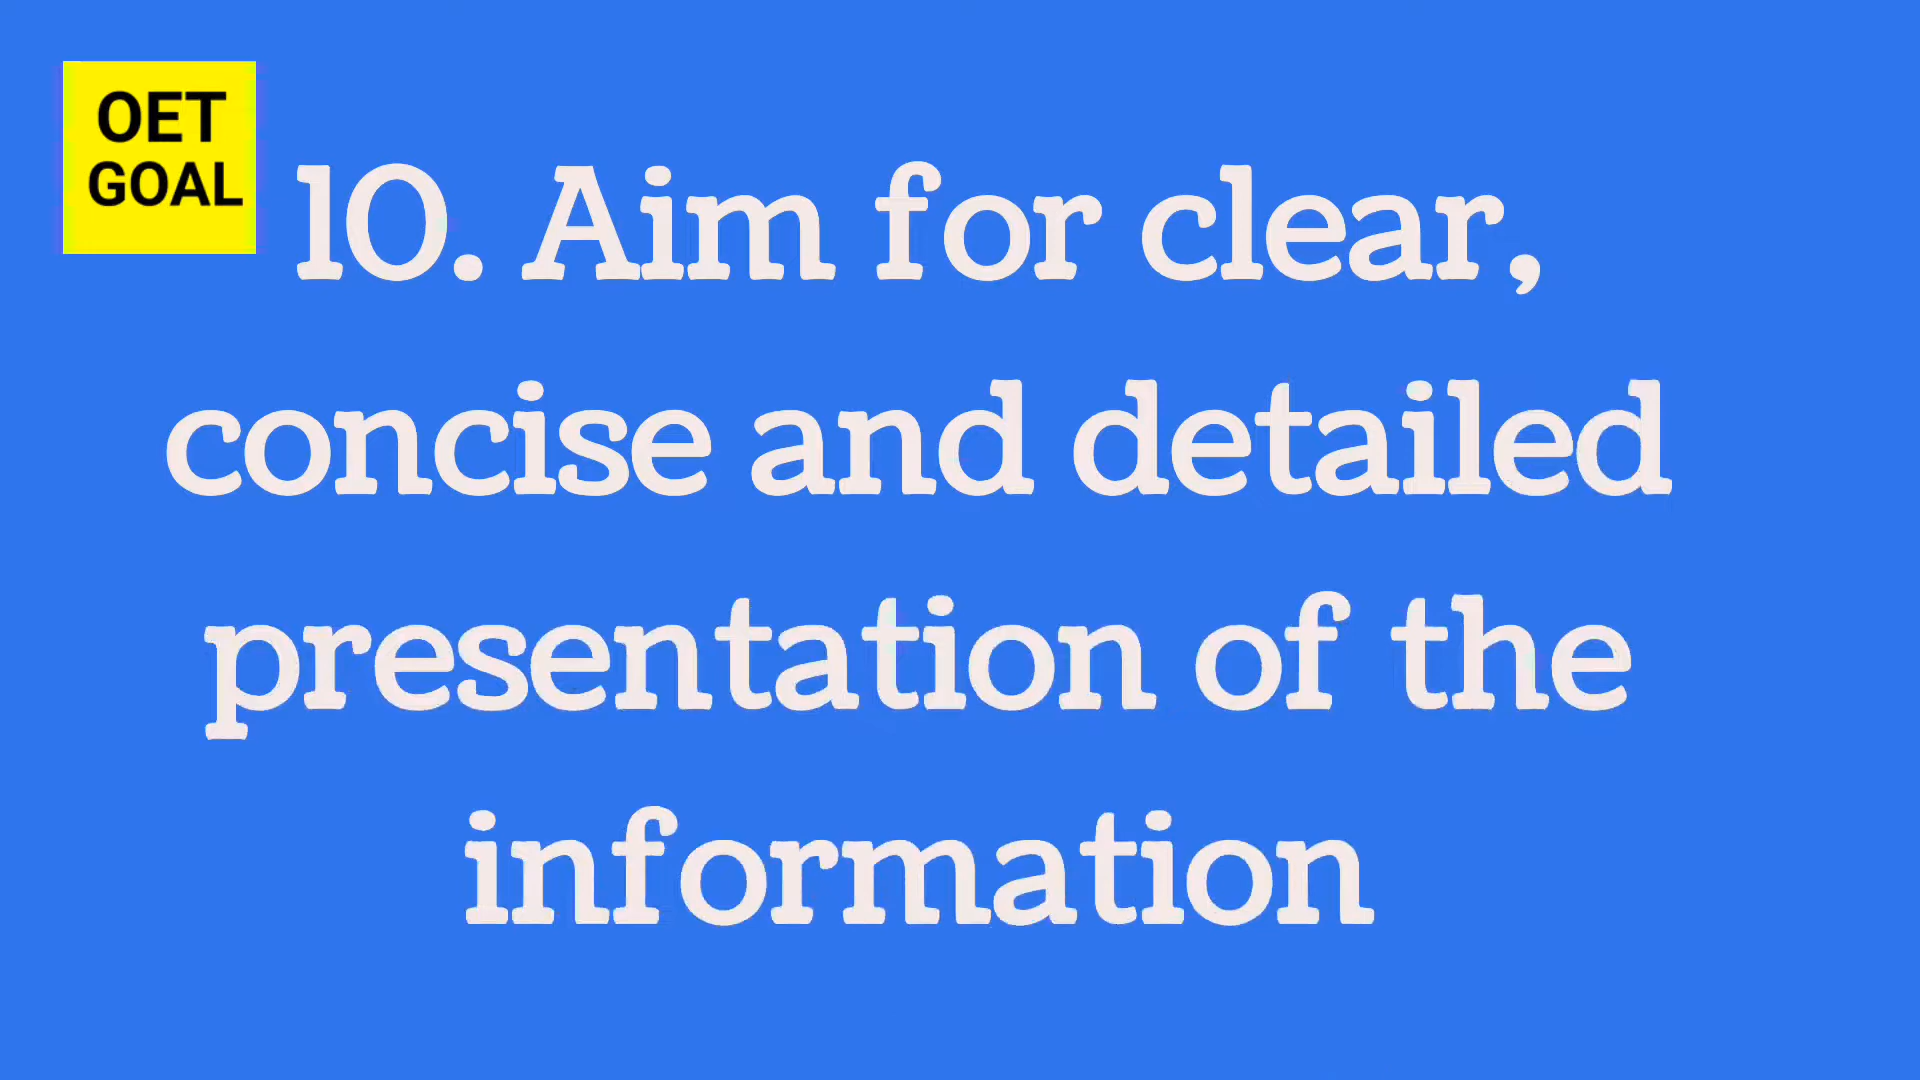 OET
GOAL
10. Aim for clear,
concise and detailed
presentation of the
information